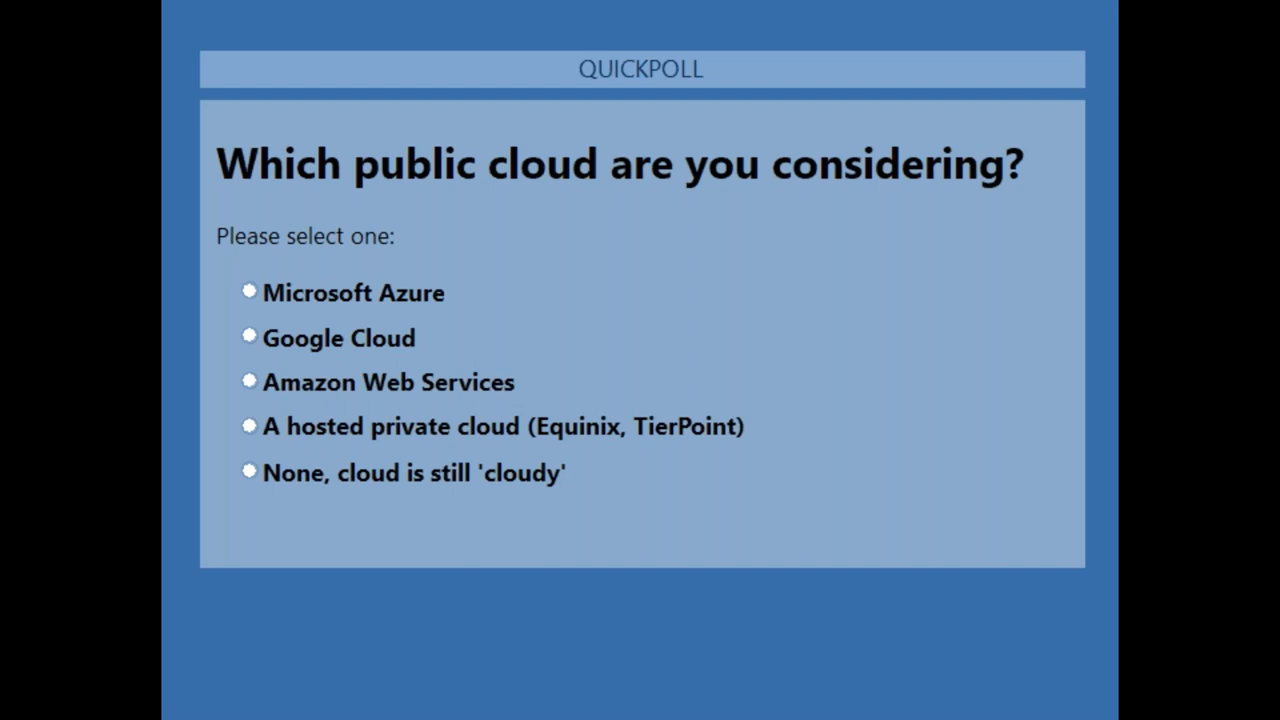 QUICKPOLL
Which public cloud are you considering?
Please select one:
Microsoft Azure
Google Cloud
Amazon Web Services
A hosted private cloud (Equinix, TierPoint)
None, cloud is still 'cloudy'